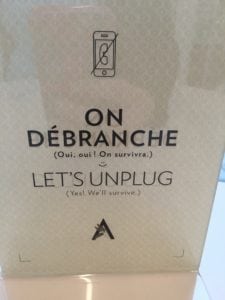 ON
DÉBRANCHE
(Oui, oui ! On survivra.)
LET'S UNPLUG
(Yes! We'll survive.)
A